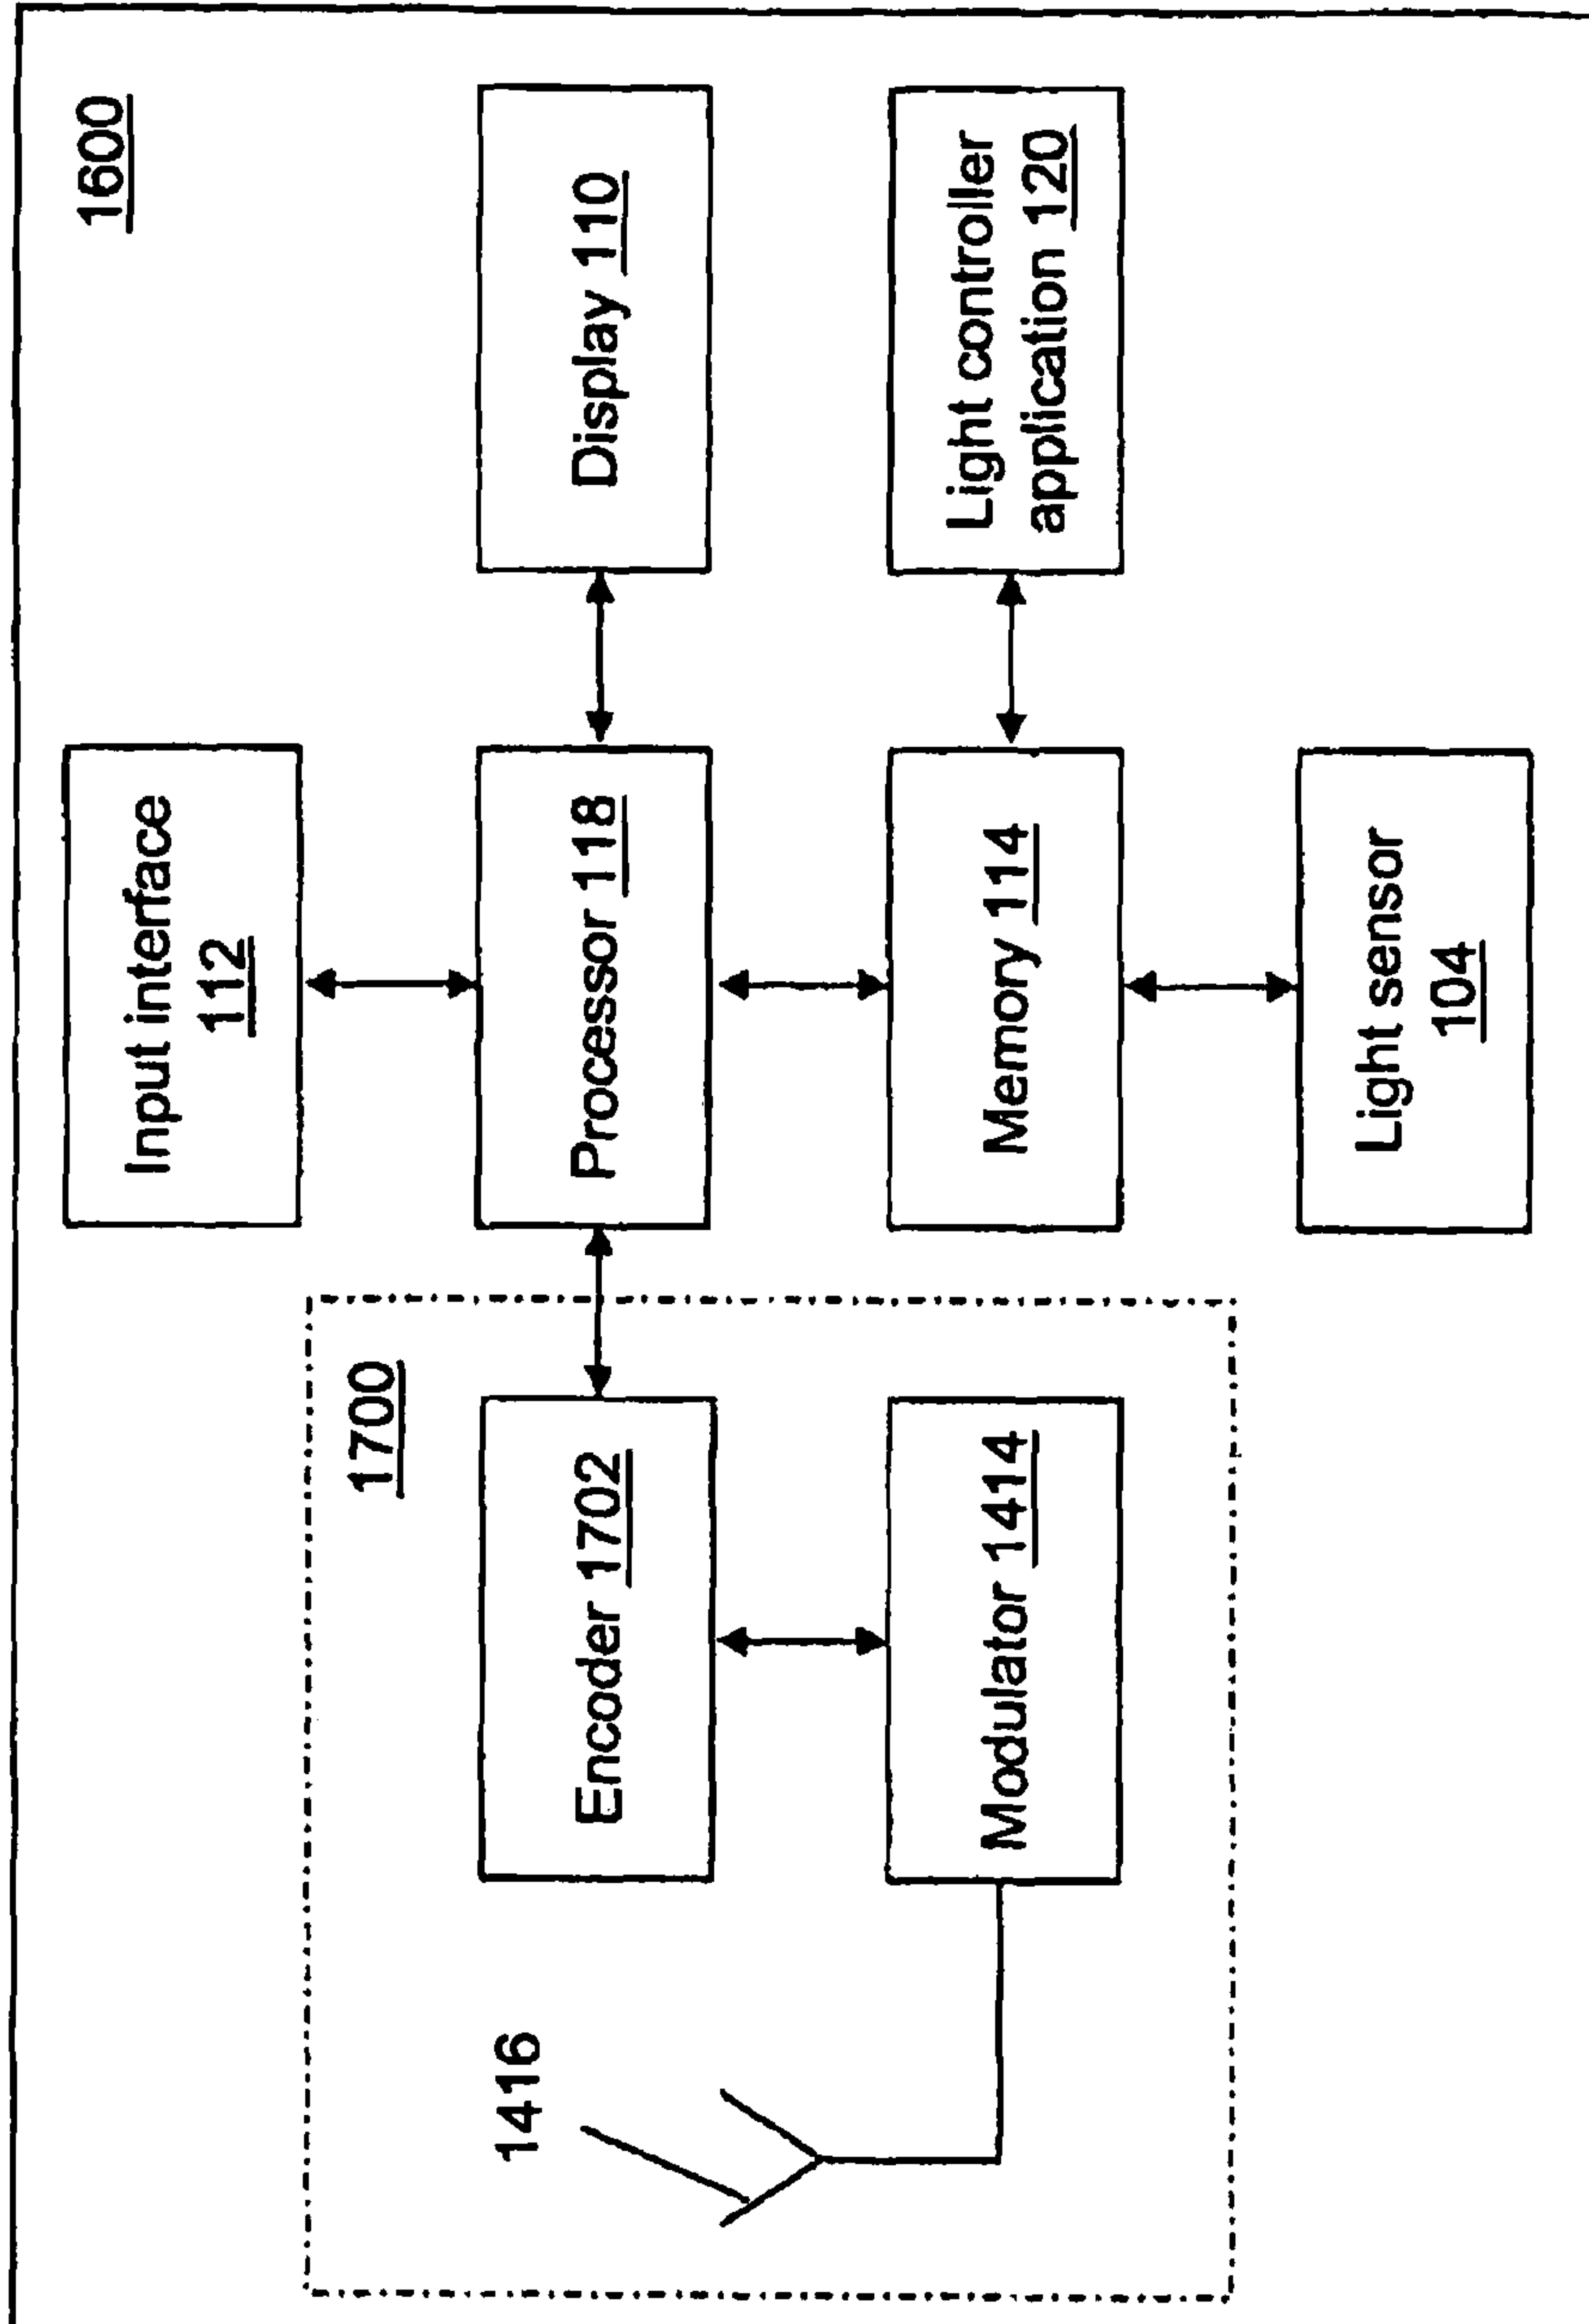 1600
Input interface
112
1700
Encoder 1702
Processor 118
Display 110
1416
Modulator 1414
Memory 114
Light controller
application 120
Light sensor
104